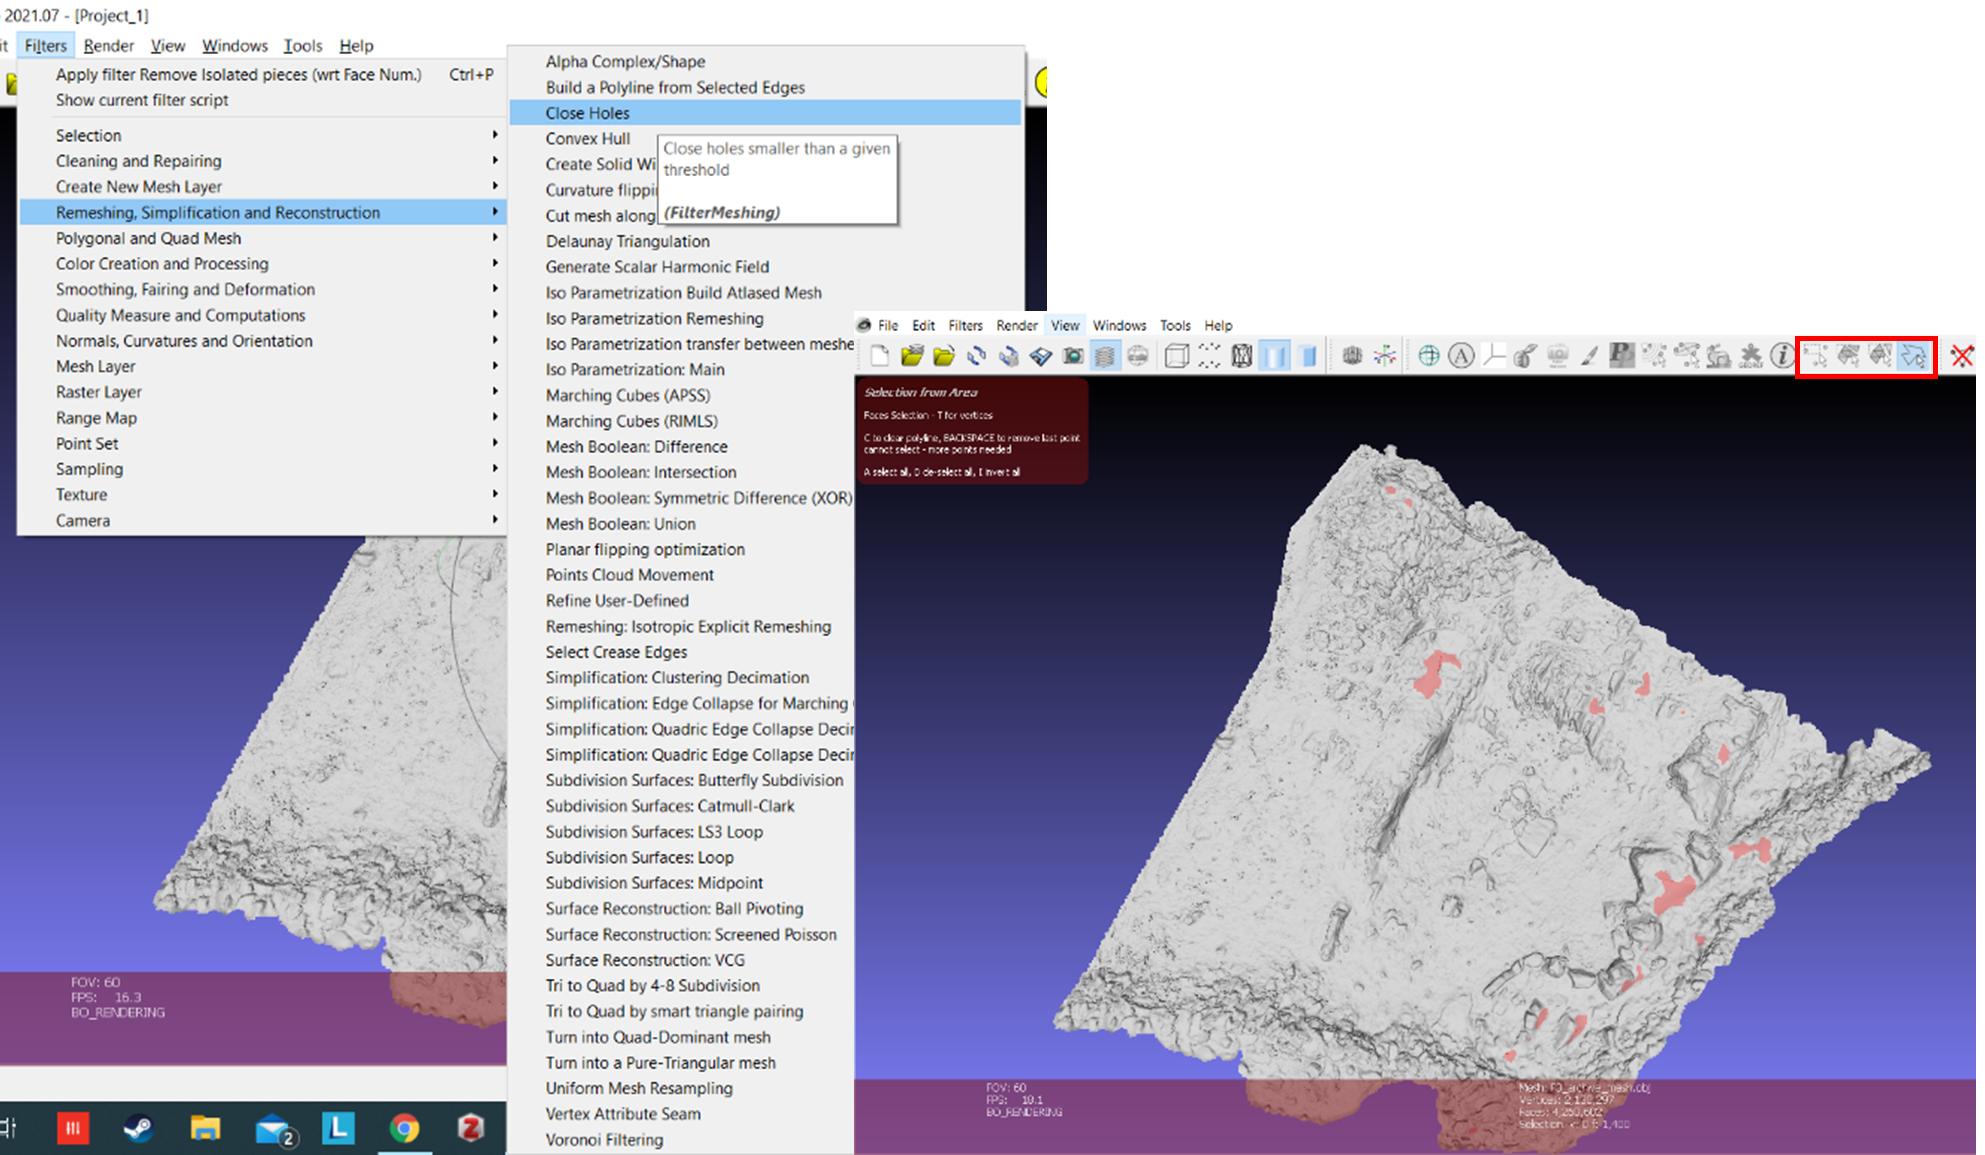 2021.07 - [Project_1]
it Filters Render View Windows Tools Help
Apply filter Remove Isolated pieces (wrt Face Num.) Ctrl+P
Show current filter script
Selection
Cleaning and Repairing
Create New Mesh Layer
Remeshing, Simplification and Reconstruction
Polygonal and Quad Mesh
Color Creation and Processing
Smoothing, Fairing and Deformation
Quality Measure and Computations
Normals, Curvatures and Orientation
Mesh Layer
Raster Layer
Range Map
Point Set
Sampling
Texture
Camera
Alpha Complex/Shape
Build a Polyline from Selected Edges
Close Holes
Convex Hull
Create Solid Wi
Curvature flippi
Cut mesh along
Close holes smaller than a given
threshold
(FilterMeshing)
Delaunay Triangulation
Generate Scalar Harmonic Field
Iso Parametrization Build Atlased Mesh
Iso Parametrization Remeshing
Iso Parametrization transfer between meshe
Iso Parametrization: Main
Marching Cubes (APSS)
Marching Cubes (RIMLS)
Mesh Boolean: Difference
Mesh Boolean: Intersection
Mesh Boolean: Symmetric Difference (XOR)
Mesh Boolean: Union
Planar flipping optimization
Points Cloud Movement
Refine User-Defined
Remeshing: Isotropic Explicit Remeshing
Select Crease Edges
Simplification: Clustering Decimation
Simplification: Edge Collapse for Marching
Simplification: Quadric Edge Collapse Decir
Simplification: Quadric Edge Collapse Decir
Subdivision Surfaces: Butterfly Subdivision
Subdivision Surfaces: Catmull-Clark
Subdivision Surfaces: LS3 Loop
Subdivision Surfaces: Loop
Subdivision Surfaces: Midpoint
Surface Reconstruction: Ball Pivoting
Surface Reconstruction: Screened Poisson
Surface Reconstruction: VCG
Tri to Quad by 4-8 Subdivision
Tri to Quad by smart triangle pairing
Turn into Quad-Dominant mesh
Turn into a Pure-Triangular mesh
Uniform Mesh Resampling
Vertex Attribute Seam
Voronoi Filtering
FOV: 60
FPS: 16.3
BO_RENDERING
2
L
Z
File Edit Filters Render View Windows Tools Help
A
P
i
Selection from Area
Faces Selection - T for vertices
C to clear polyline, BACKSPACE to remove last point
cannot select - more points needed
A select all, D de-select all, I invert all
FOV: 60
FPS: 18.1
BO_RENDERING
Vertices: 2,130,297
Faces: 4,260,602
Selection v: 0 f: 1,400